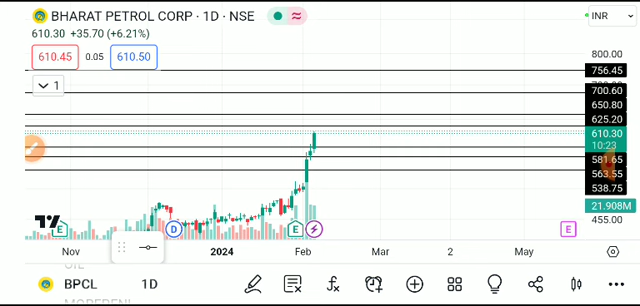 BHARAT PETROL CORP · 1D · NSE
INR
610.30 +35.70 (+6.21%)
610.45 0.05 610.50
800.00
756.45
1
700.60
650.80
625.20
610.30
10:23
581.65
563.55
538.75
21.908M
455.00
E D E E
Nov 2024 Feb Mar 2 May
BPCL 1D